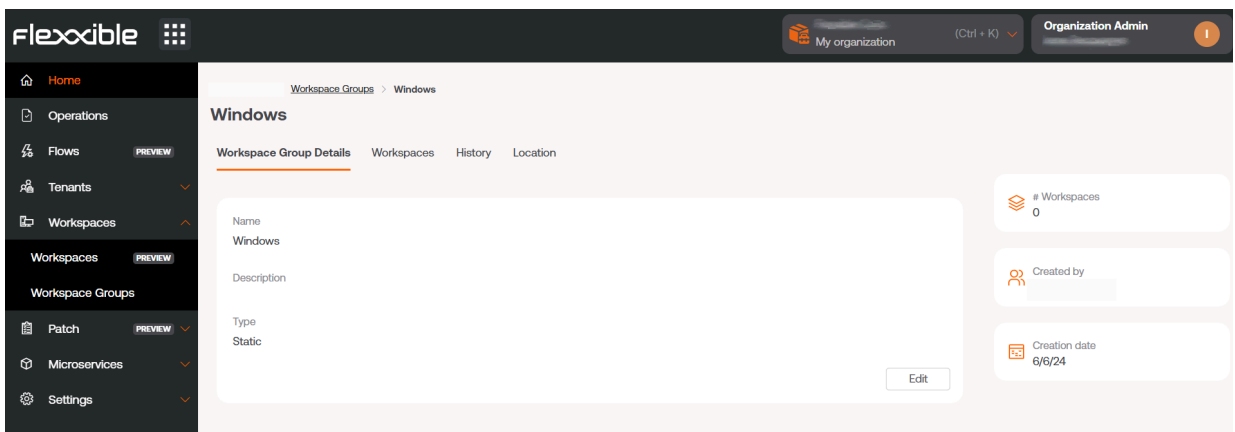 flexxible
My organization
(Ctrl + K)
Organization Admin
I
Home
Operations
Flows PREVIEW
Tenants
Workspaces
Workspaces PREVIEW
Workspace Groups
Patch PREVIEW
Microservices
Settings
Workspace Groups > Windows
Windows
Workspace Group Details Workspaces History Location
Name
Windows
Description
Type
Static
Edit
# Workspaces
0
Created by
Creation date
6/6/24